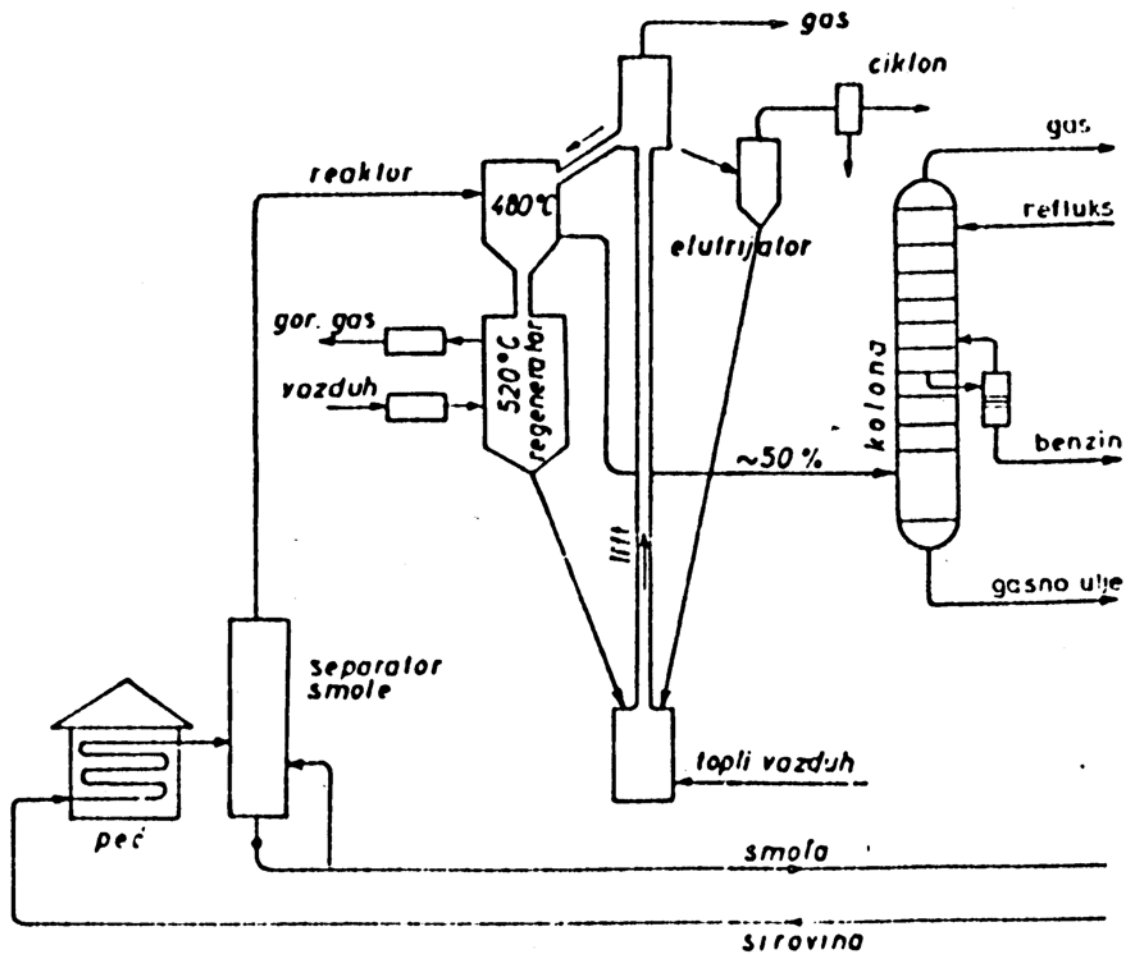 gas
ciklon
gas
reaktor
480°C
refluks
elutrijator
gor. gas
520°C
regenerator
kolona
vazduh
benzin
~50 %
lift
gasno ulje
separator
smole
topli vazduh
peć
smola
sirovina